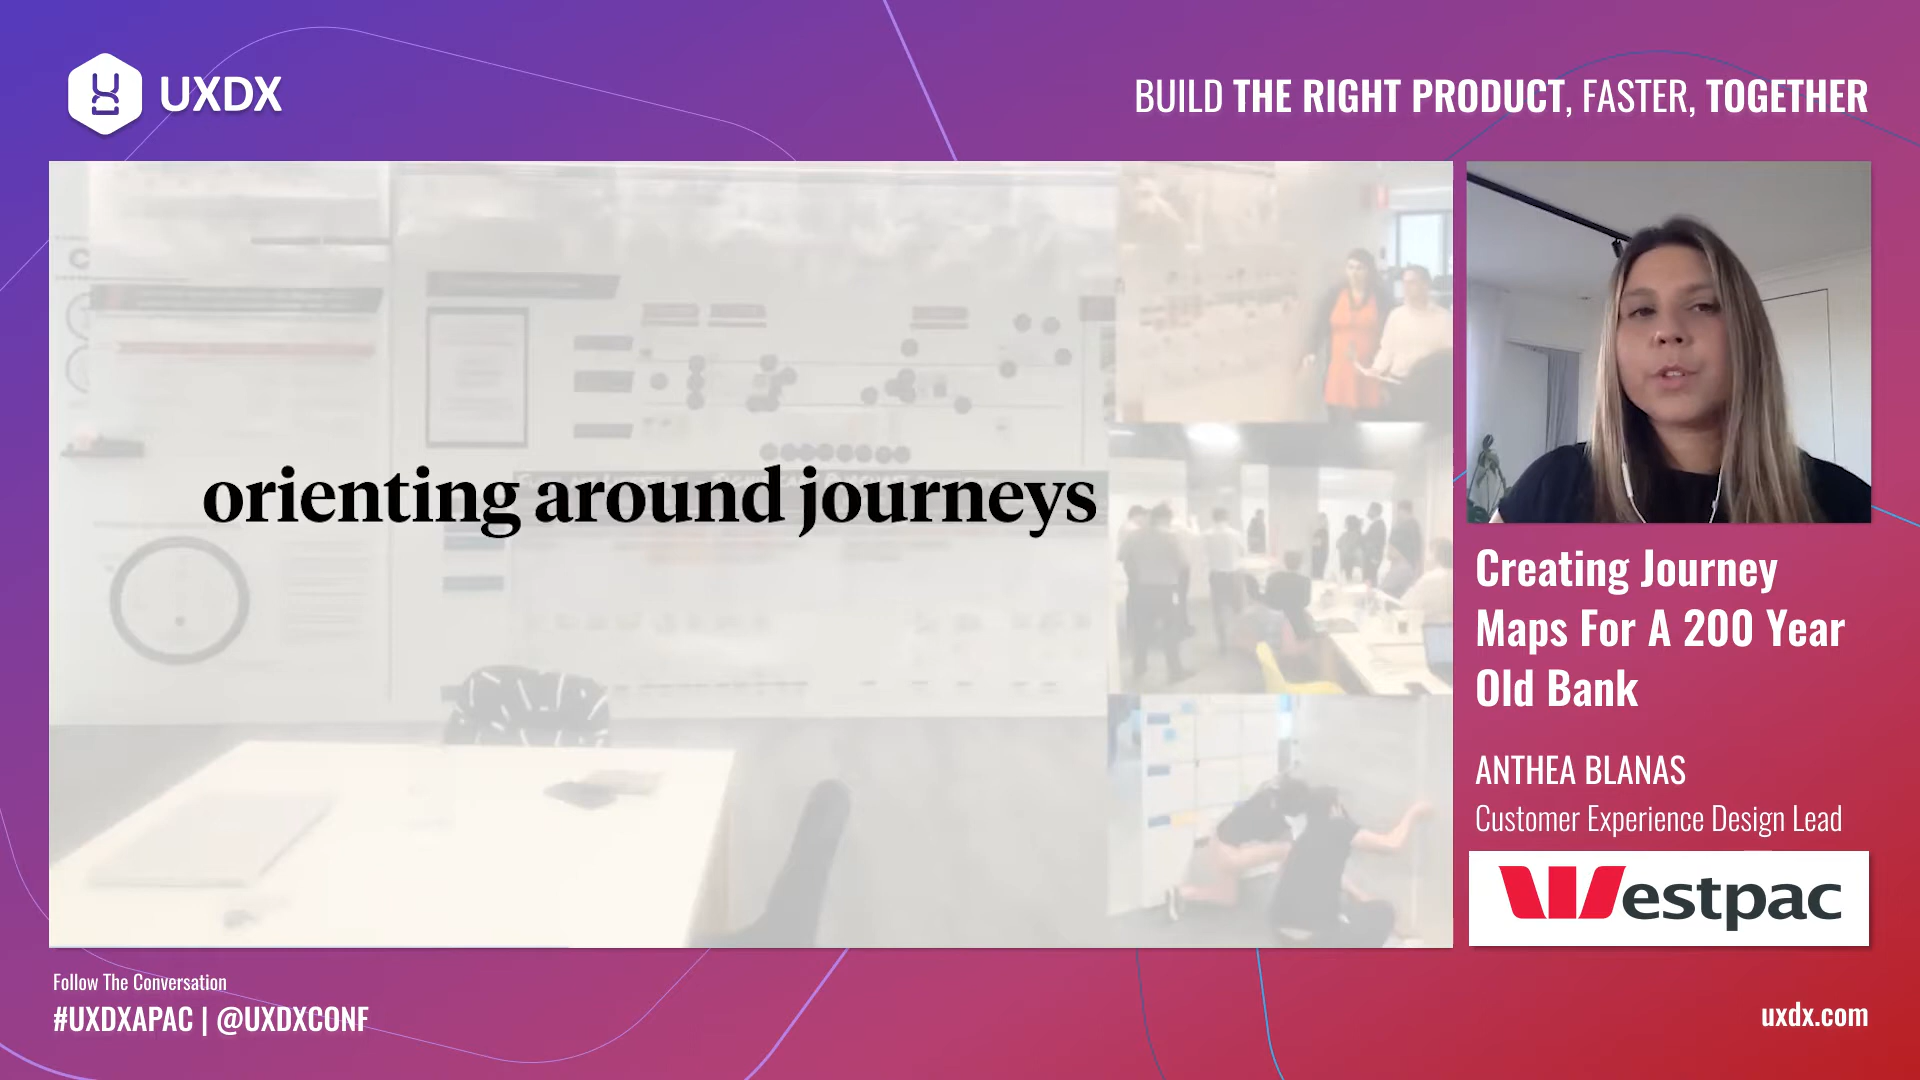 UXDX
BUILD THE RIGHT PRODUCT, FASTER, TOGETHER
orienting around journeys
Creating Journey
Maps For A 200 Year
Old Bank
ANTHEA BLANAS
Customer Experience Design Lead
Westpac
Follow The Conversation
#UXDXAPAC | @UXDXCONF
uxdx.com